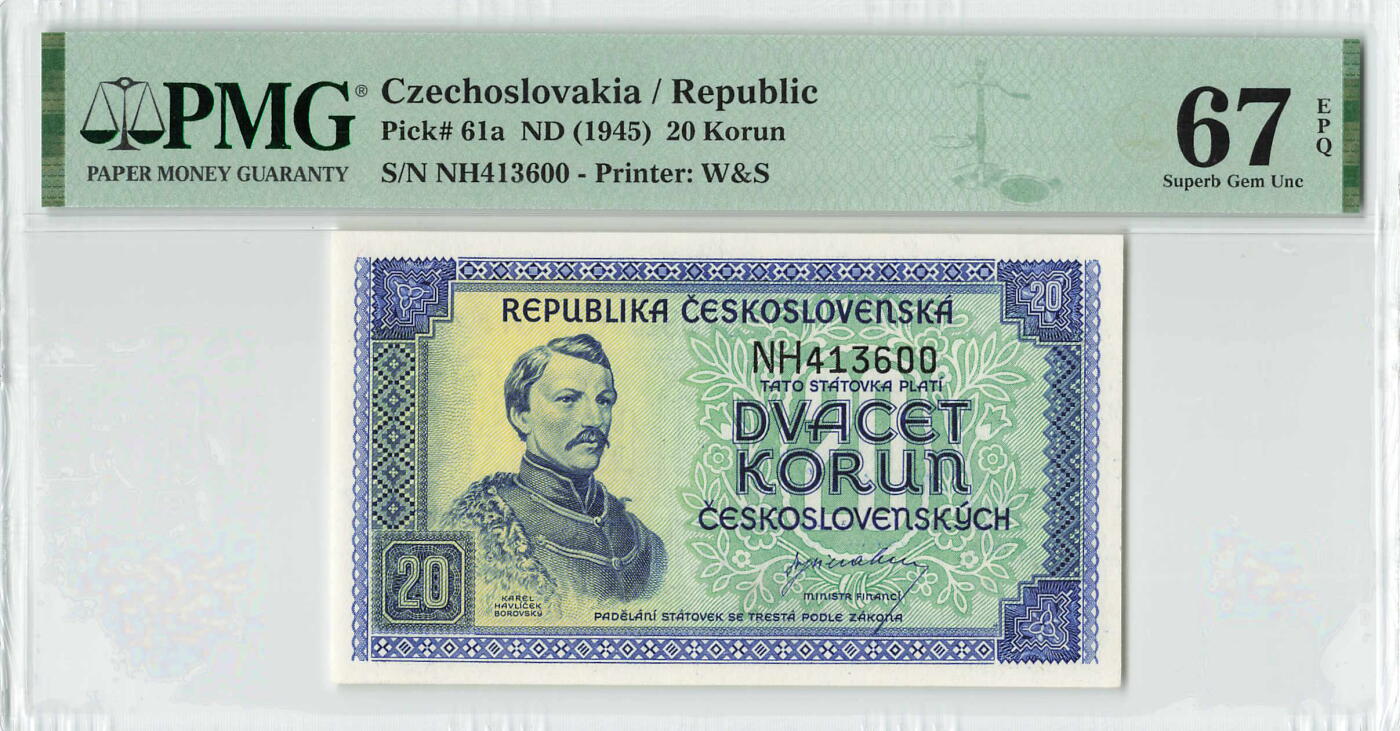 PMG®
PAPER MONEY GUARANTY
Czechoslovakia / Republic
Pick# 61a ND (1945) 20 Korun
S/N NH413600 - Printer: W&S
67
EPQ
Superb Gem Unc
REPUBLIKA ČESKOSLOVENSKÁ
20
NH413600
TATO STÁTOVKA PLATÍ
DVACET
KORUN
ČESKOSLOVENSKÝCH
20
KAREL
HAVLÍČEK
BOROVSKÝ
MINISTR FINANCÍ
PADĚLÁNÍ STÁTOVEK SE TRESTÁ PODLE ZÁKONA